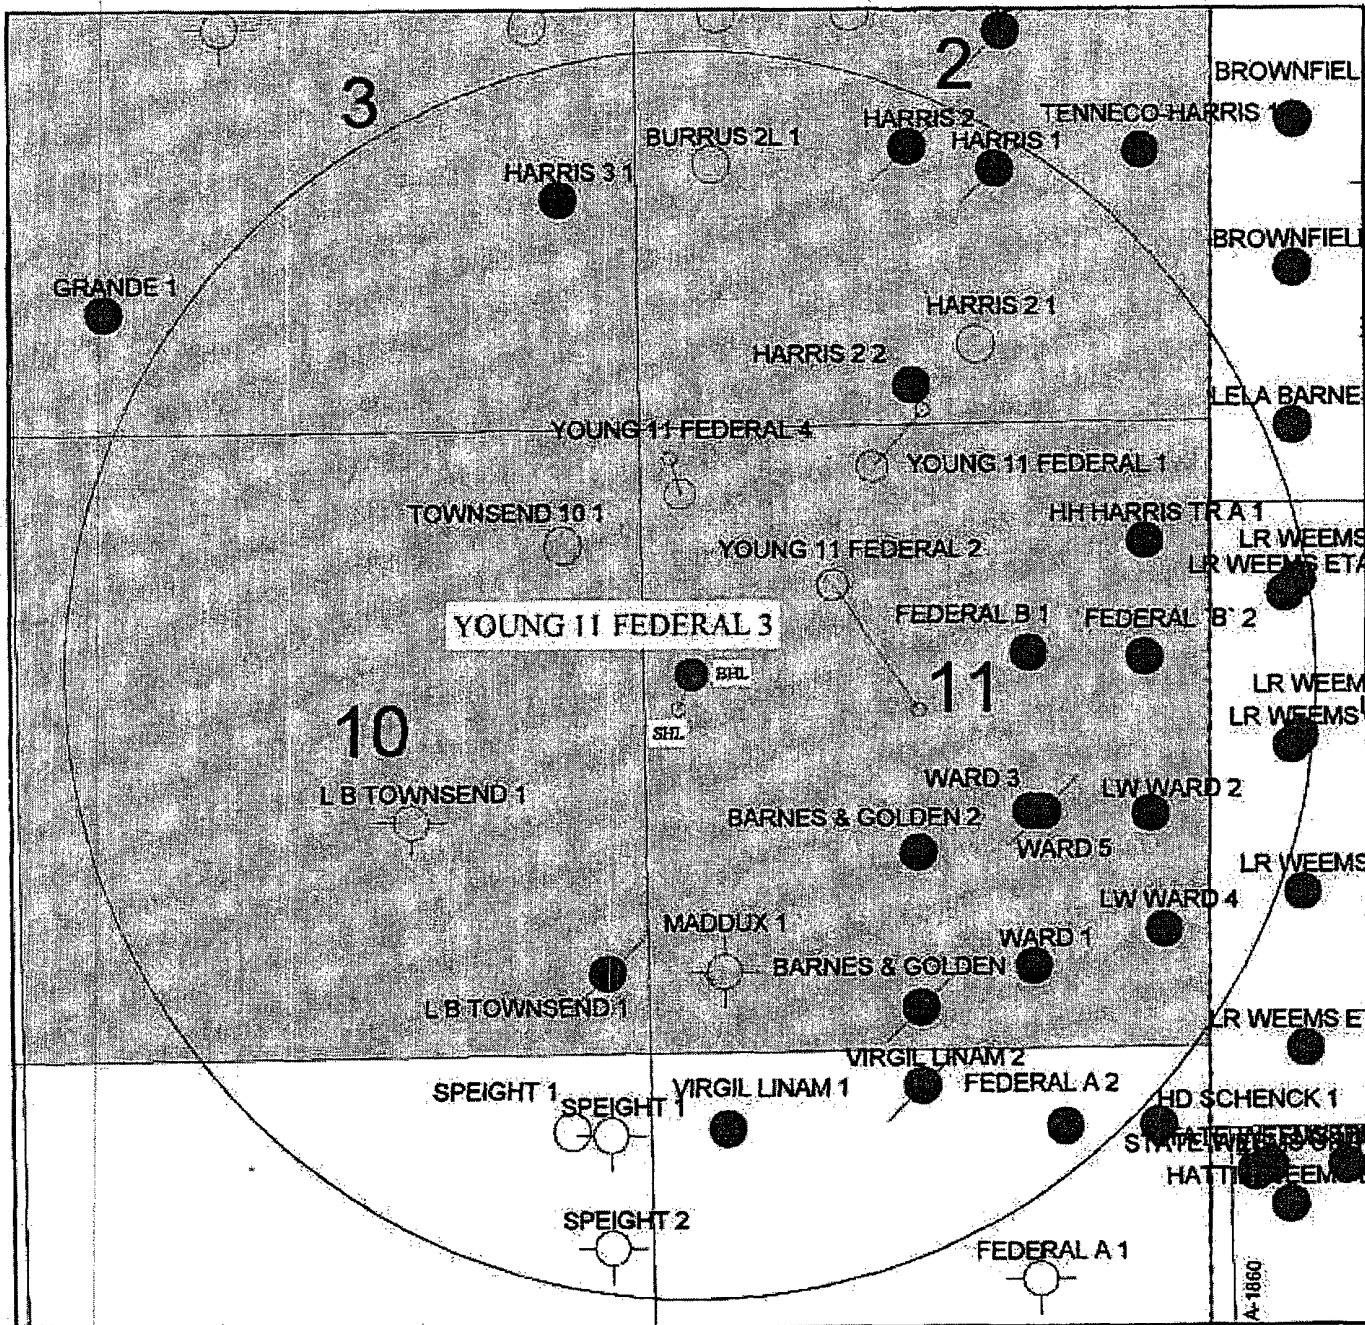 3
2
BROWNFIEL
HARRIS 2
TENNECO-HARRIS 1
BURRUS 2L 1
HARRIS 1
HARRIS 3 1
BROWNFIEL
GRANDE 1
HARRIS 2 1
HARRIS 2 2
LELA BARNE
YOUNG 11 FEDERAL 4
YOUNG 11 FEDERAL 1
TOWNSEND 10 1
HH HARRIS TR A 1
LR WEEMS
YOUNG 11 FEDERAL 2
LR WEEMS ETA
YOUNG 11 FEDERAL 3
FEDERAL B 1
FEDERAL 'B' 2
BHL
11
LR WEEM
10
SHL
LR WEEMS
L B TOWNSEND 1
WARD 3
LW WARD 2
BARNES & GOLDEN 2
WARD 5
LR WEEMS
LW WARD 4
MADDUX 1
WARD 1
BARNES & GOLDEN
L B TOWNSEND 1
LR WEEMS ET
VIRGIL LINAM 2
SPEIGHT 1
VIRGIL LINAM 1
FEDERAL A 2
HD SCHENCK 1
SPEIGHT 1
SPEIGHT 2
FEDERAL A 1
A-1860